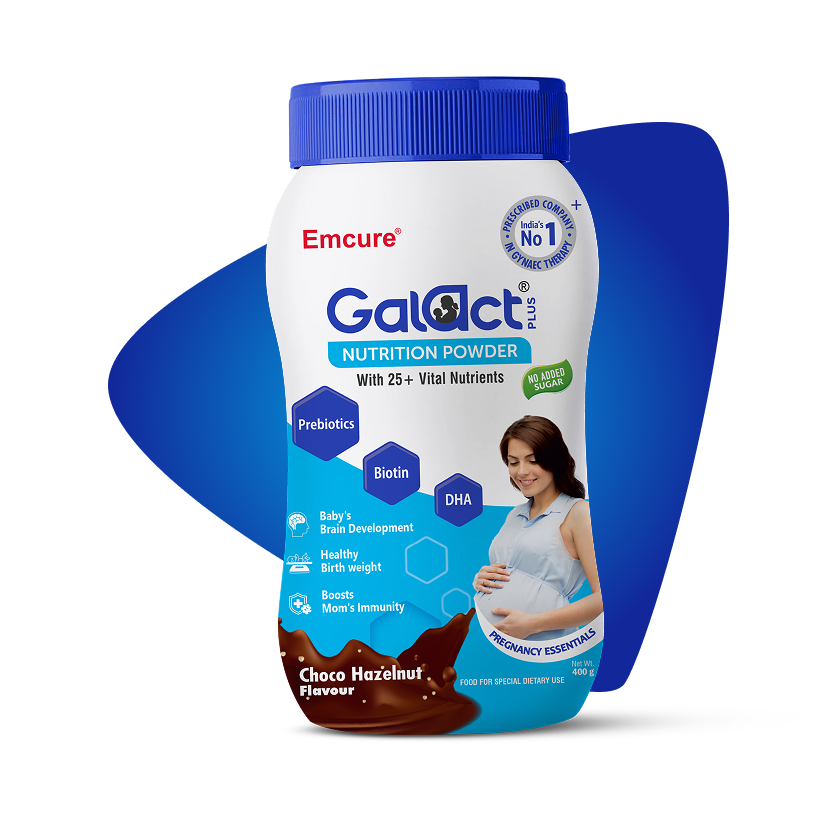 Emcure®
PRESCRIBED COMPANY
India's
No 1
IN GYNAEC THERAPY
+
Galact®
PLUS
NUTRITION POWDER
With 25+ Vital Nutrients
NO ADDED
SUGAR
Prebiotics
Biotin
DHA
Baby's
Brain Development
Healthy
Birth weight
Boosts
Mom's Immunity
PREGNANCY ESSENTIALS
Choco Hazelnut
Flavour
Net Wt.
400 g
FOOD FOR SPECIAL DIETARY USE